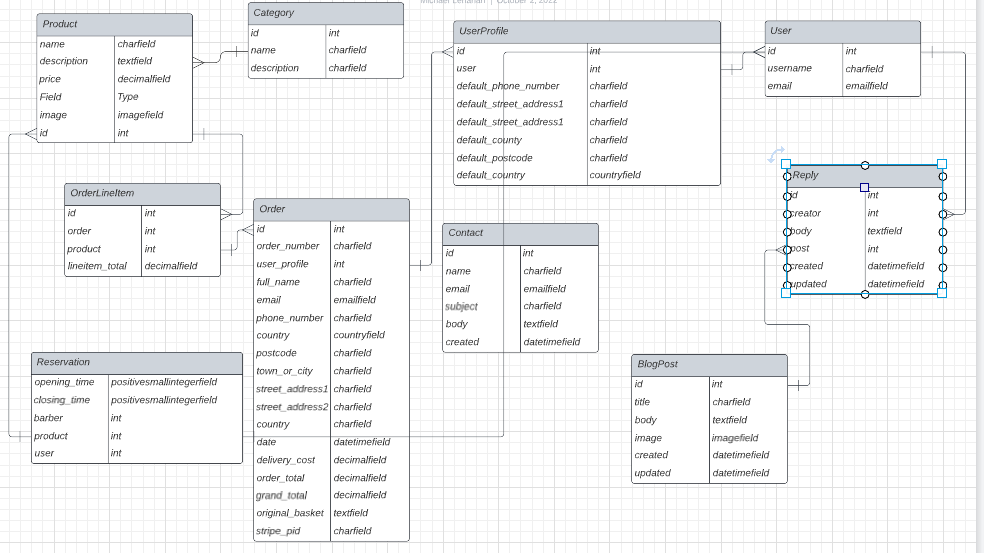 Michael Lenahan | October 2, 2022
Product
name charfield
description textfield
price decimalfield
Field Type
image imagefield
id int
Category
id int
name charfield
description charfield
UserProfile
id int
user int
default_phone_number charfield
default_street_address1 charfield
default_street_address1 charfield
default_county charfield
default_postcode charfield
default_country countryfield
User
id int
username charfield
email emailfield
OrderLineItem
id int
order int
product int
lineitem_total decimalfield
Order
id int
order_number charfield
user_profile int
full_name charfield
email emailfield
phone_number charfield
country countryfield
postcode charfield
town_or_city charfield
street_address1 charfield
street_address2 charfield
country charfield
date datetimefield
delivery_cost decimalfield
order_total decimalfield
grand_total decimalfield
original_basket textfield
stripe_pid charfield
Contact
id int
name charfield
email emailfield
subject charfield
body textfield
created datetimefield
Reply
id int
creator int
body textfield
post int
created datetimefield
updated datetimefield
Reservation
opening_time positivesmallintegerfield
closing_time positivesmallintegerfield
barber int
product int
user int
BlogPost
id int
title charfield
body textfield
image imagefield
created datetimefield
updated datetimefield